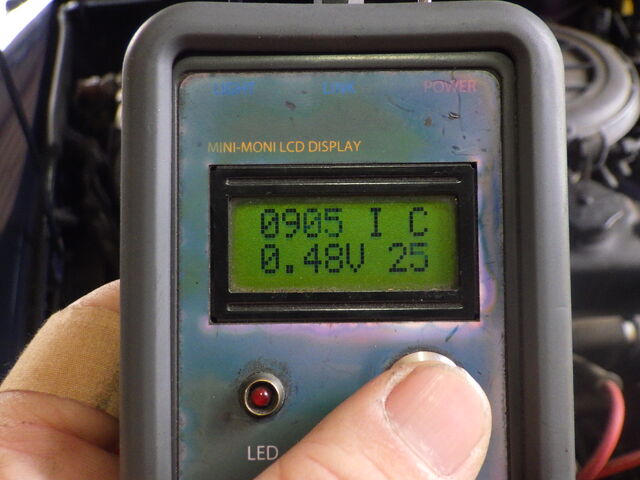 LIGHT LINK POWER
MINI-MONI LCD DISPLAY
0905 I C
0.48V 25
LED